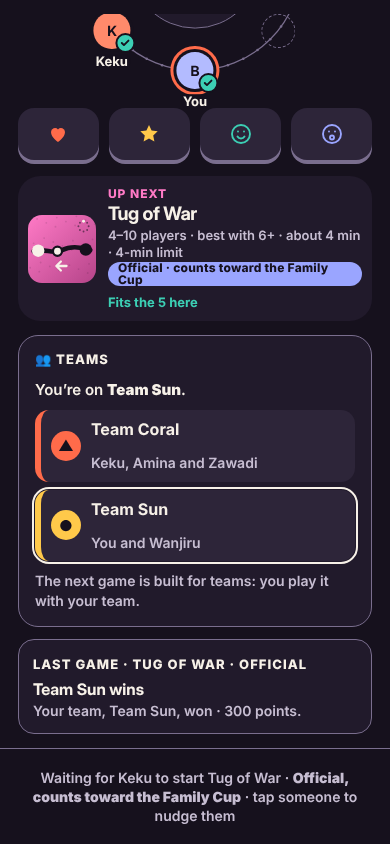 K
Keku
B
You
UP NEXT
Tug of War
4–10 players · best with 6+ · about 4 min
· 4-min limit
Official · counts toward the Family
Cup
Fits the 5 here
TEAMS
You’re on Team Sun.
Team Coral
Keku, Amina and Zawadi
Team Sun
You and Wanjiru
The next game is built for teams: you play it
with your team.
LAST GAME · TUG OF WAR · OFFICIAL
Team Sun wins
Your team, Team Sun, won · 300 points.
Waiting for Keku to start Tug of War · Official,
counts toward the Family Cup · tap someone to
nudge them